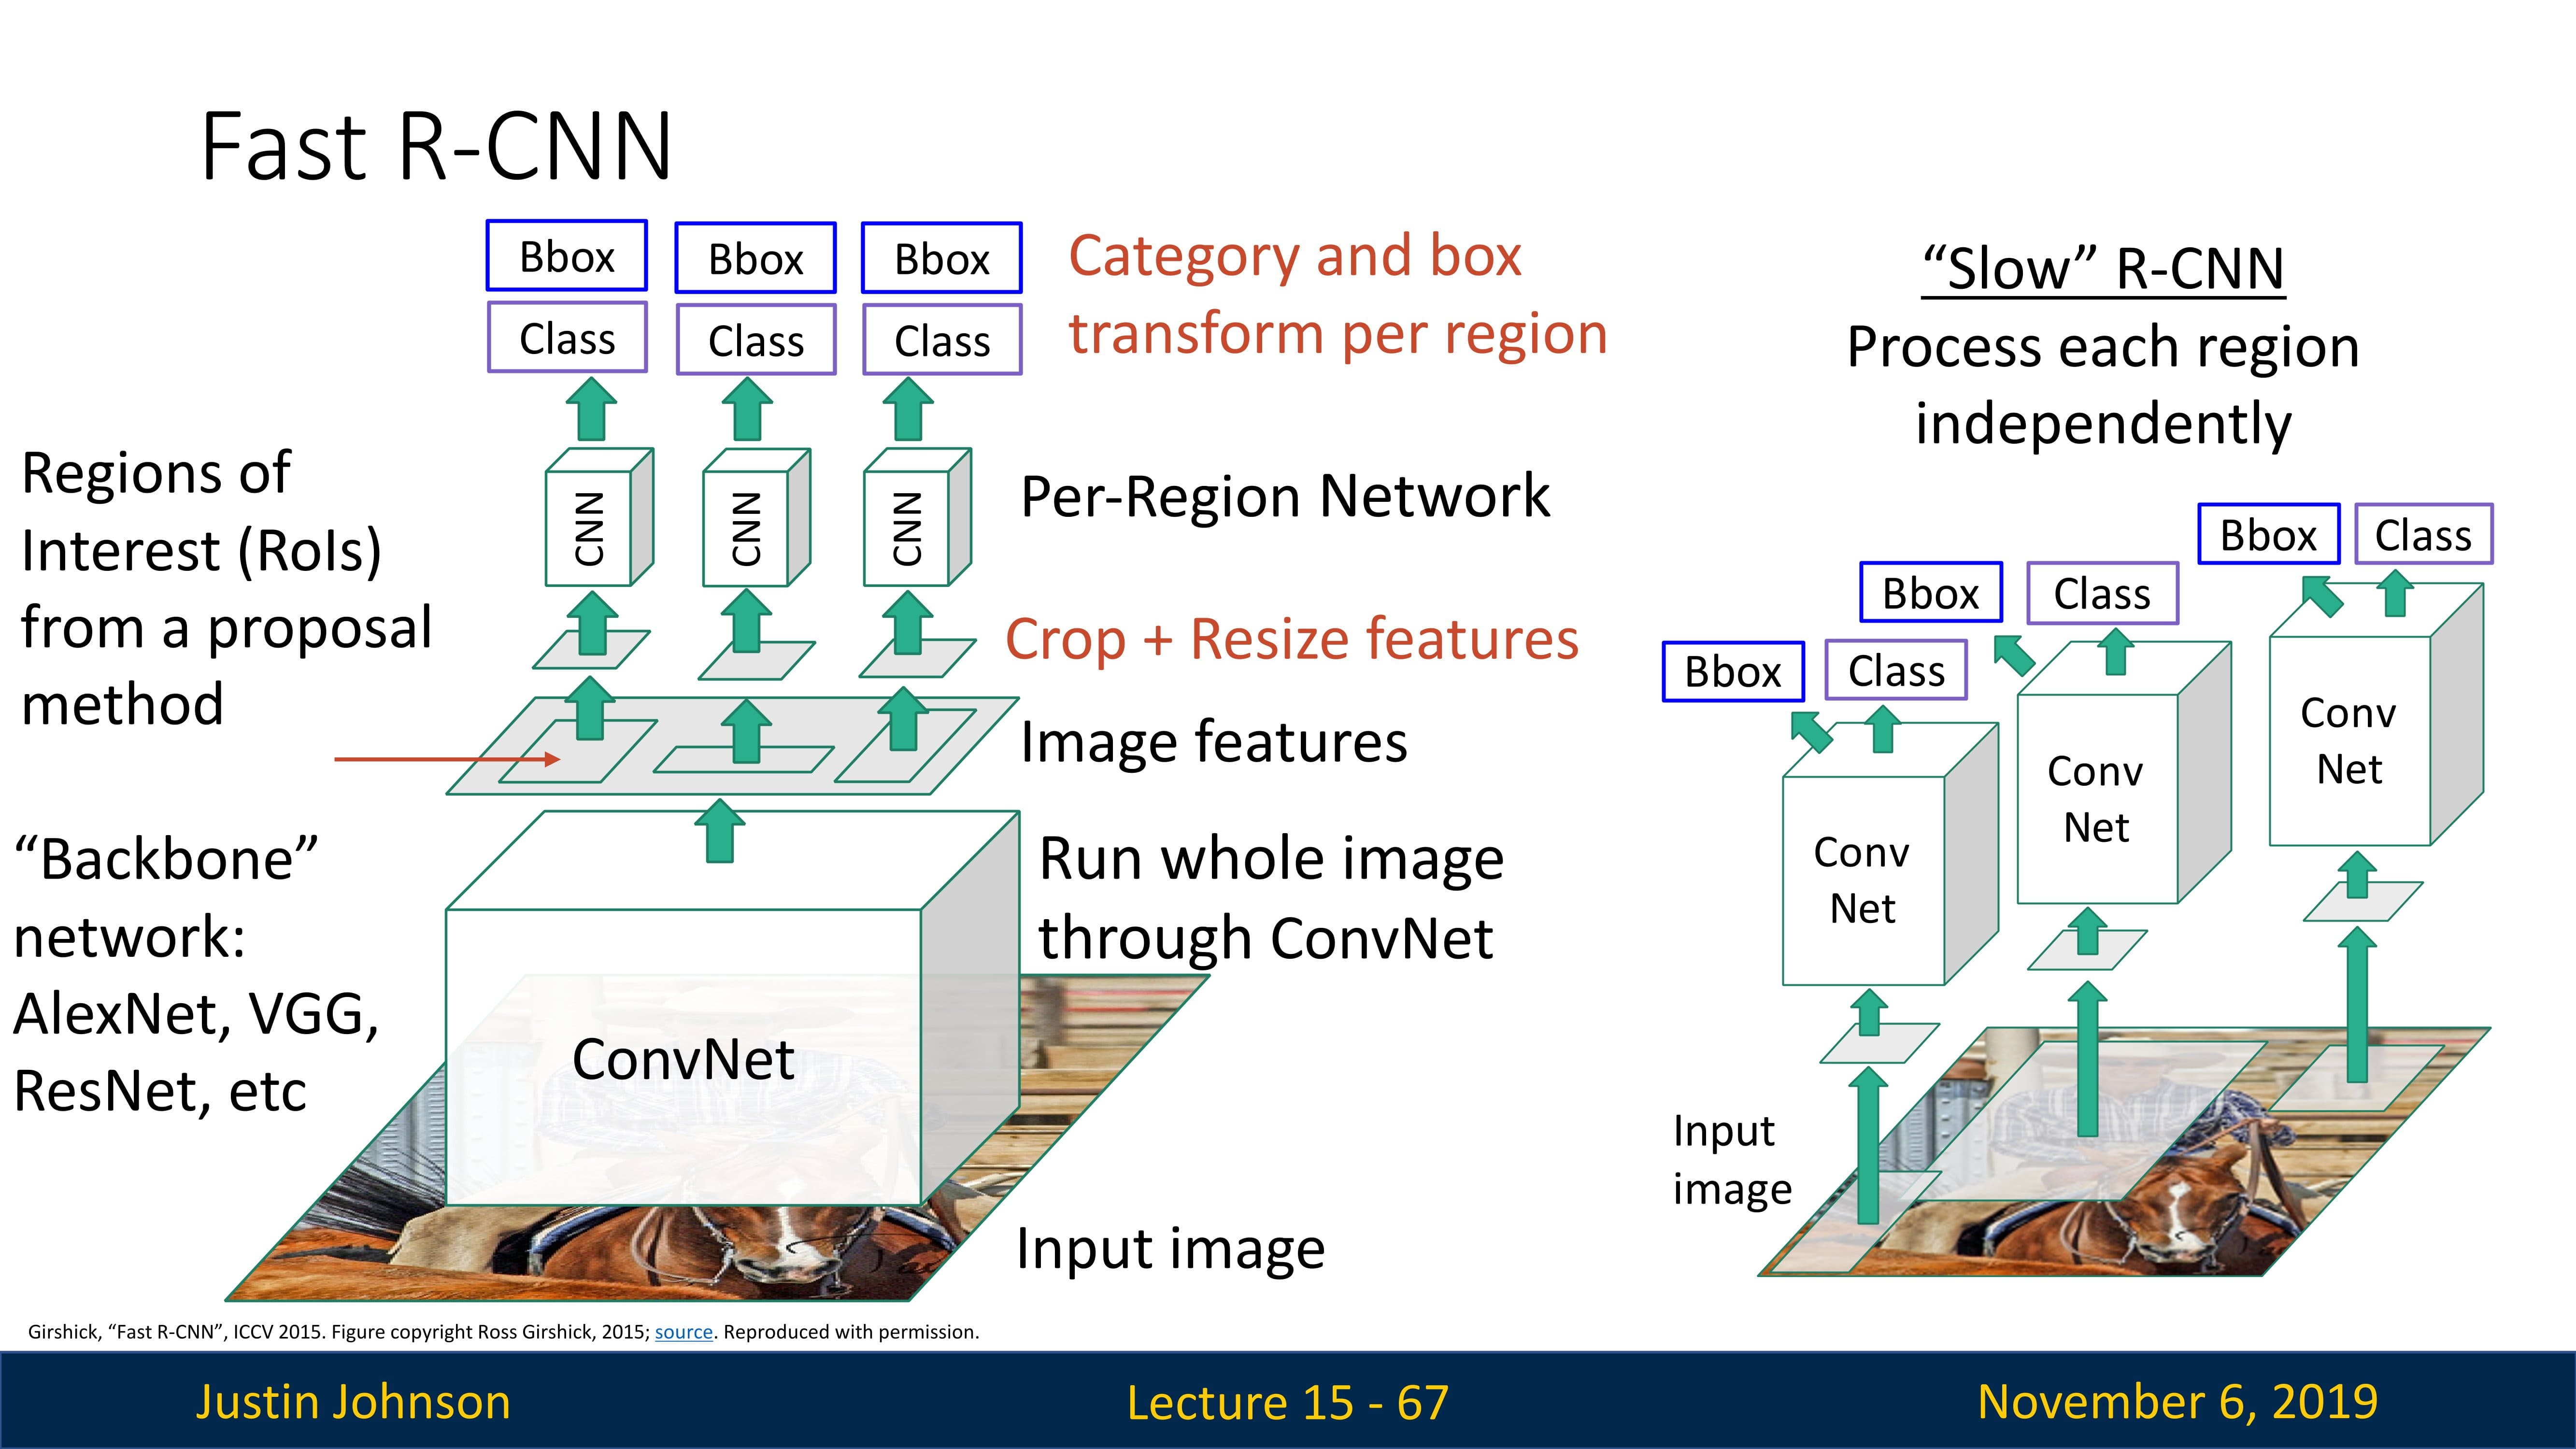 Fast R-CNN
Bbox
Bbox
Bbox
Class
Class
Class
Category and box
transform per region
CNN
CNN
CNN
Per-Region Network
Regions of
Interest (RoIs)
from a proposal
method
Crop + Resize features
Image features
“Backbone”
network:
AlexNet, VGG,
ResNet, etc
Run whole image
through ConvNet
ConvNet
Input image
“Slow” R-CNN
Process each region
independently
Bbox
Class
Bbox
Class
Bbox
Class
Conv
Net
Conv
Net
Conv
Net
Input
image
Girshick, “Fast R-CNN”, ICCV 2015. Figure copyright Ross Girshick, 2015; source. Reproduced with permission.
Justin Johnson
Lecture 15 - 67
November 6, 2019